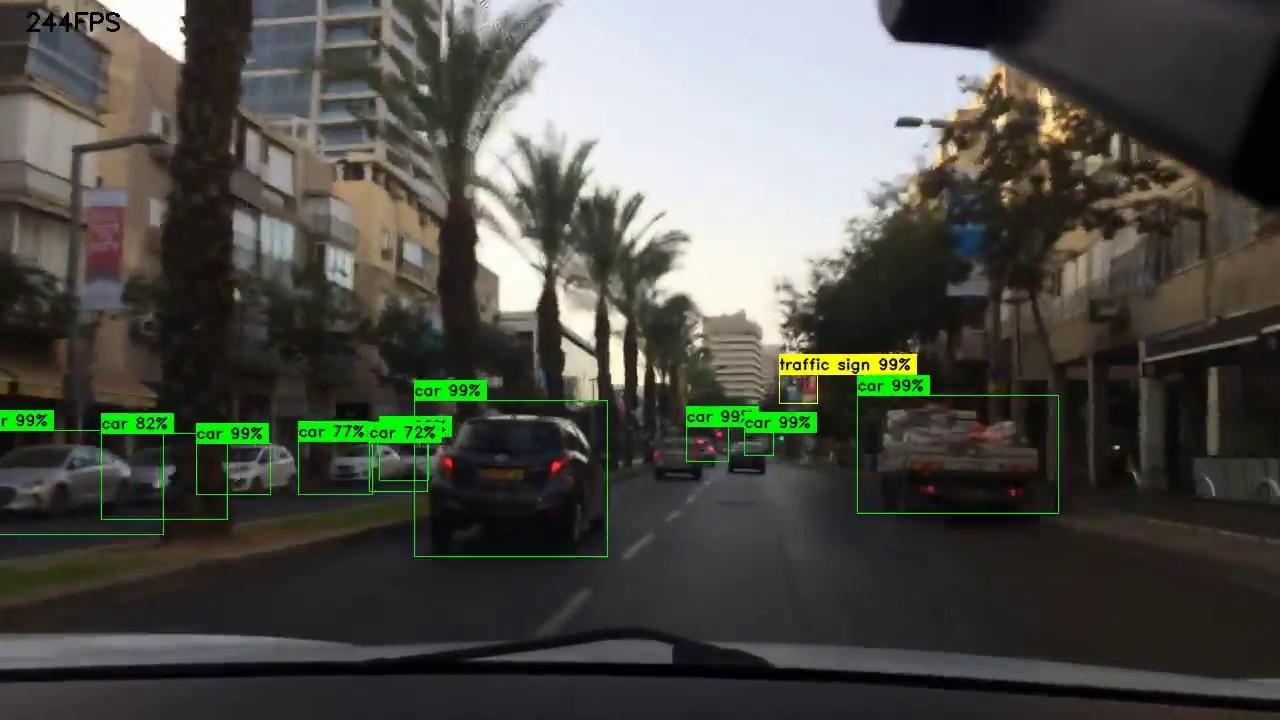 244FPS
traffic sign 99%
car 99%
car 99%
car 99%
car 99%
r 99%
car 82%
car 99%
car 77%
car 72%